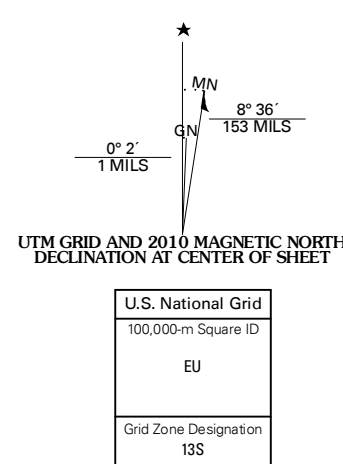 MN
8° 36´
153 MILS
GN
0° 2´
1 MILS
UTM GRID AND 2010 MAGNETIC NORTH
DECLINATION AT CENTER OF SHEET
U.S. National Grid
100,000-m Square ID
EU
Grid Zone Designation
13S